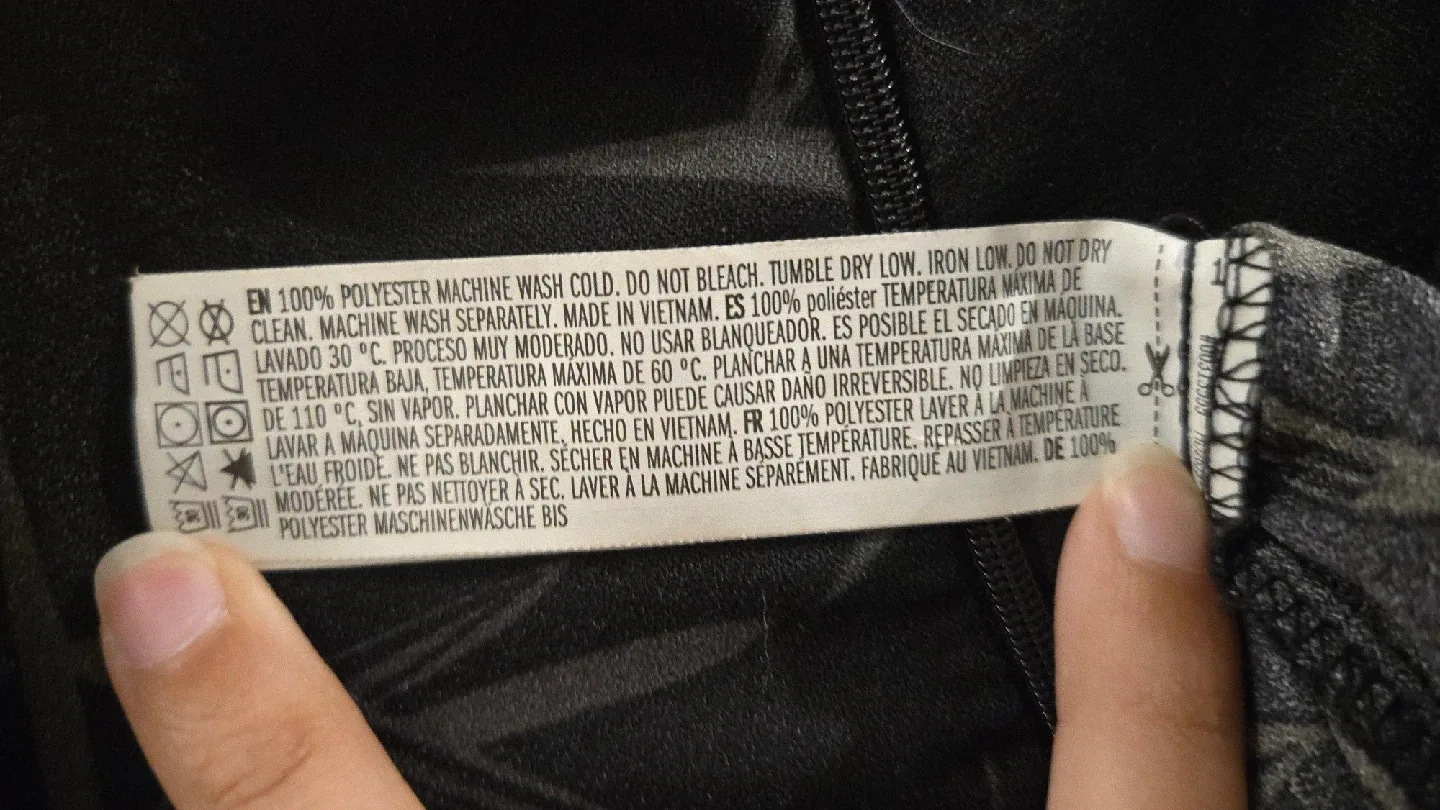 EN 100% POLYESTER MACHINE WASH COLD. DO NOT BLEACH. TUMBLE DRY LOW. IRON LOW. DO NOT DRY
CLEAN. MACHINE WASH SEPARATELY. MADE IN VIETNAM. ES 100% poliéster TEMPERATURA MÁXIMA DE
LAVADO 30 ºC. PROCESO MUY MODERADO. NO USAR BLANQUEADOR. ES POSIBLE EL SECADO EN MÁQUINA.
TEMPERATURA BAJA, TEMPERATURA MÁXIMA DE 60 ºC. PLANCHAR A UNA TEMPERATURA MÁXIMA DE LA BASE
DE 110 ºC, SIN VAPOR. PLANCHAR CON VAPOR PUEDE CAUSAR DAÑO IRREVERSIBLE. NO LIMPIEZA EN SECO.
LAVAR A MÁQUINA SEPARADAMENTE, HECHO EN VIETNAM. FR 100% POLYESTER LAVER À LA MACHINE À
L'EAU FROIDE. NE PAS BLANCHIR. SÉCHER EN MACHINE À BASSE TEMPÉRATURE. REPASSER À TEMPÉRATURE
MODÉRÉE. NE PAS NETTOYER A SEC. LAVER À LA MACHINE SÉPARÉMENT. FABRIQUÉ AU VIETNAM. DE 100%
POLYESTER MASCHINENWÄSCHE BIS